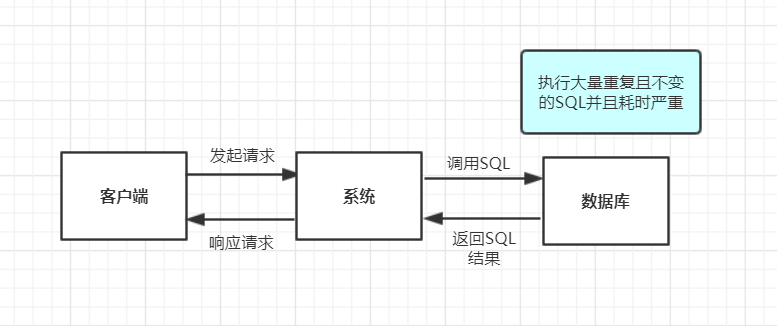 执行大量重复且不变
的SQL并且耗时严重
发起请求
调用SQL
客户端
系统
数据库
响应请求
返回SQL
结果